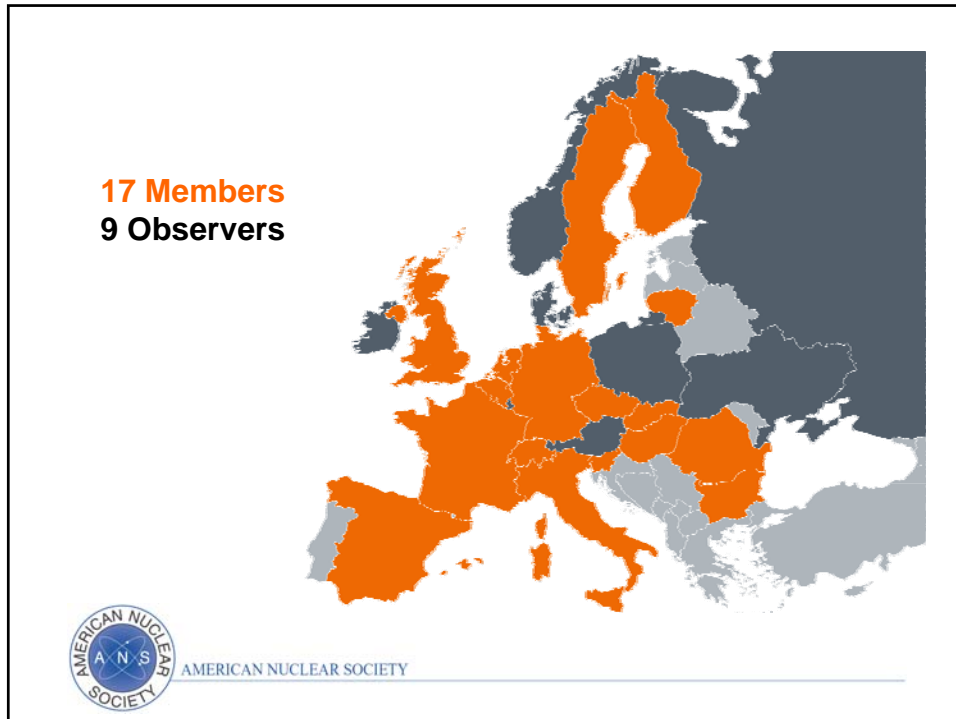 17 Members
9 Observers
AMERICAN NUCLEAR SOCIETY
A N S
AMERICAN NUCLEAR SOCIETY